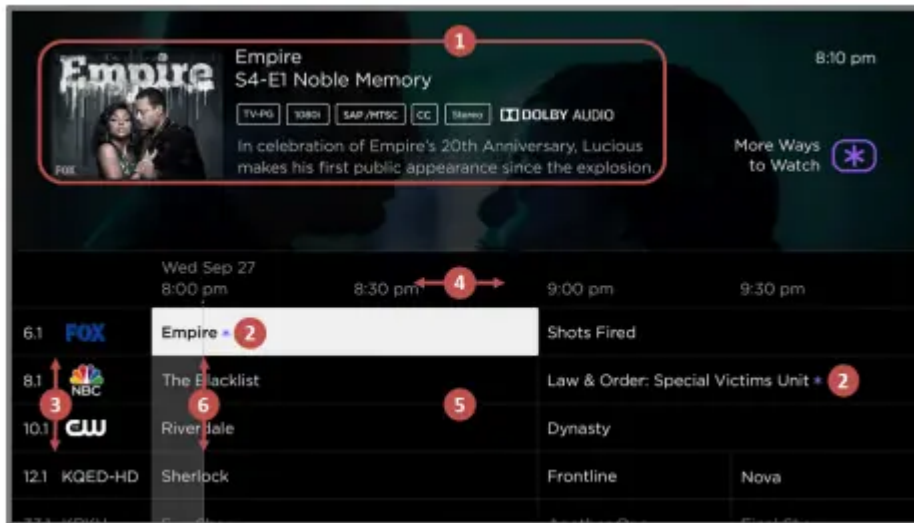 1
Empire
S4-E1 Noble Memory
8:10 pm
TV-PG 1080i SAP/MTSC CC Stereo DOLBY AUDIO
In celebration of Empire's 20th Anniversary, Lucious
makes his first public appearance since the explosion.
Empire
FOX
More Ways
to Watch *
Wed Sep 27
8:00 pm 8:30 pm 4 9:00 pm 9:30 pm
6.1 FOX Empire * 2 Shots Fired
8.1 NBC The Blacklist Law & Order: Special Victims Unit * 2
3 6 5
10.1 CW Riverdale Dynasty
12.1 KQED-HD Sherlock Frontline Nova